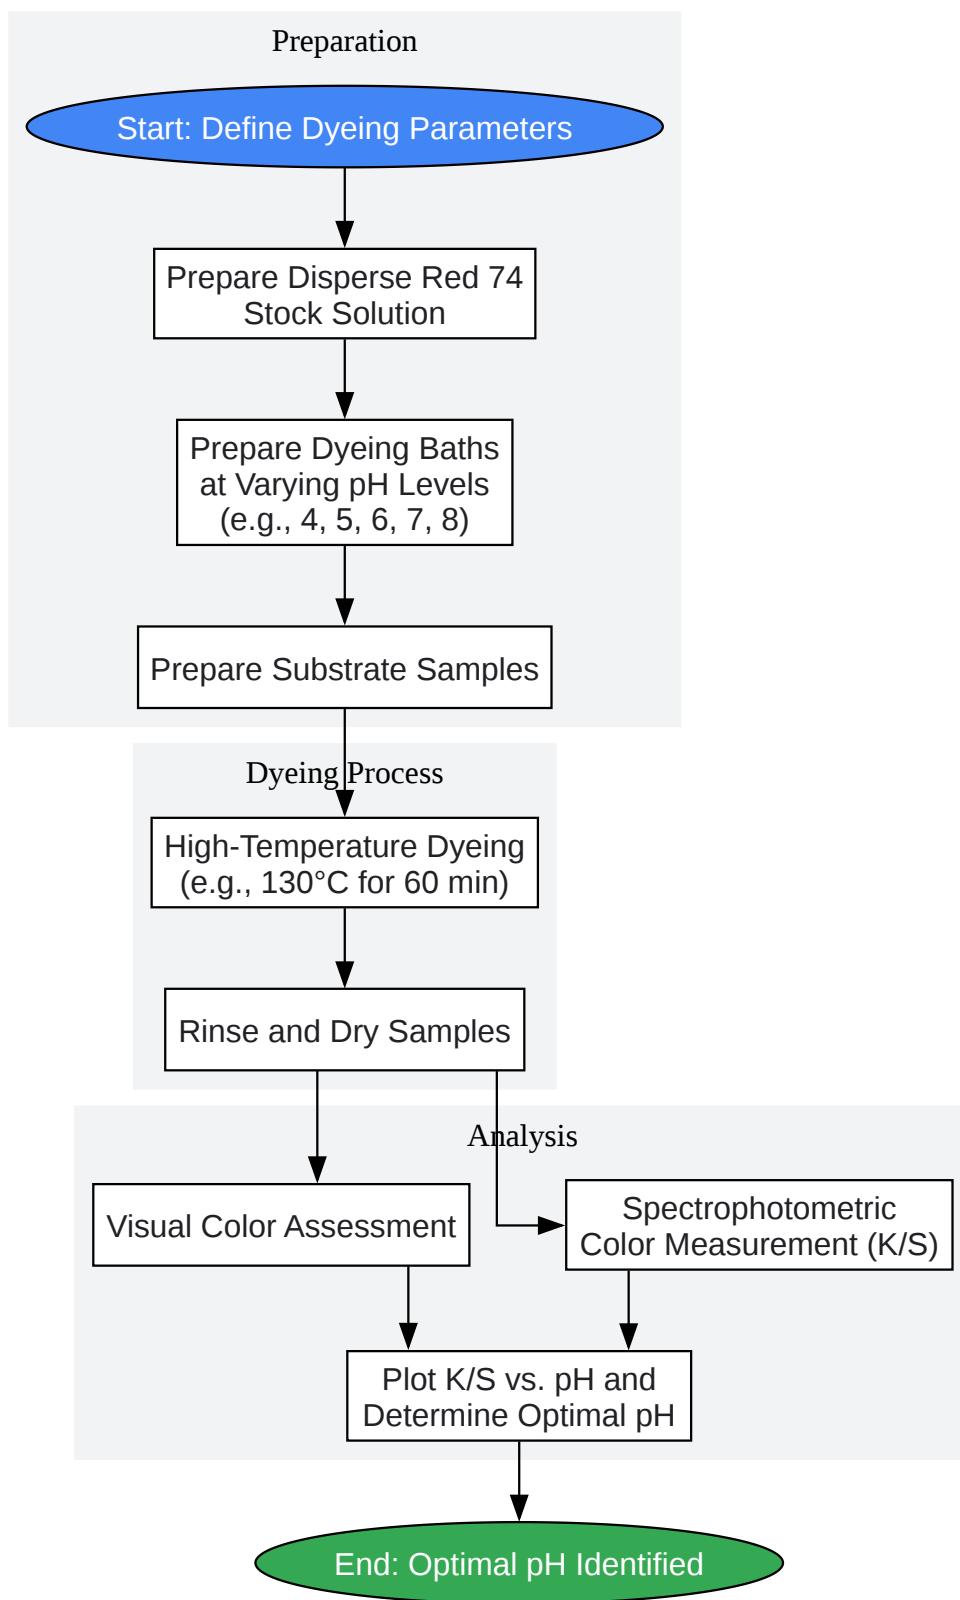 Preparation
Start: Define Dyeing Parameters
Prepare Disperse Red 74
Stock Solution
Prepare Dyeing Baths
at Varying pH Levels
(e.g., 4, 5, 6, 7, 8)
Prepare Substrate Samples
Dyeing Process
High-Temperature Dyeing
(e.g., 130°C for 60 min)
Rinse and Dry Samples
Analysis
Visual Color Assessment
Spectrophotometric
Color Measurement (K/S)
Plot K/S vs. pH and
Determine Optimal pH
End: Optimal pH Identified